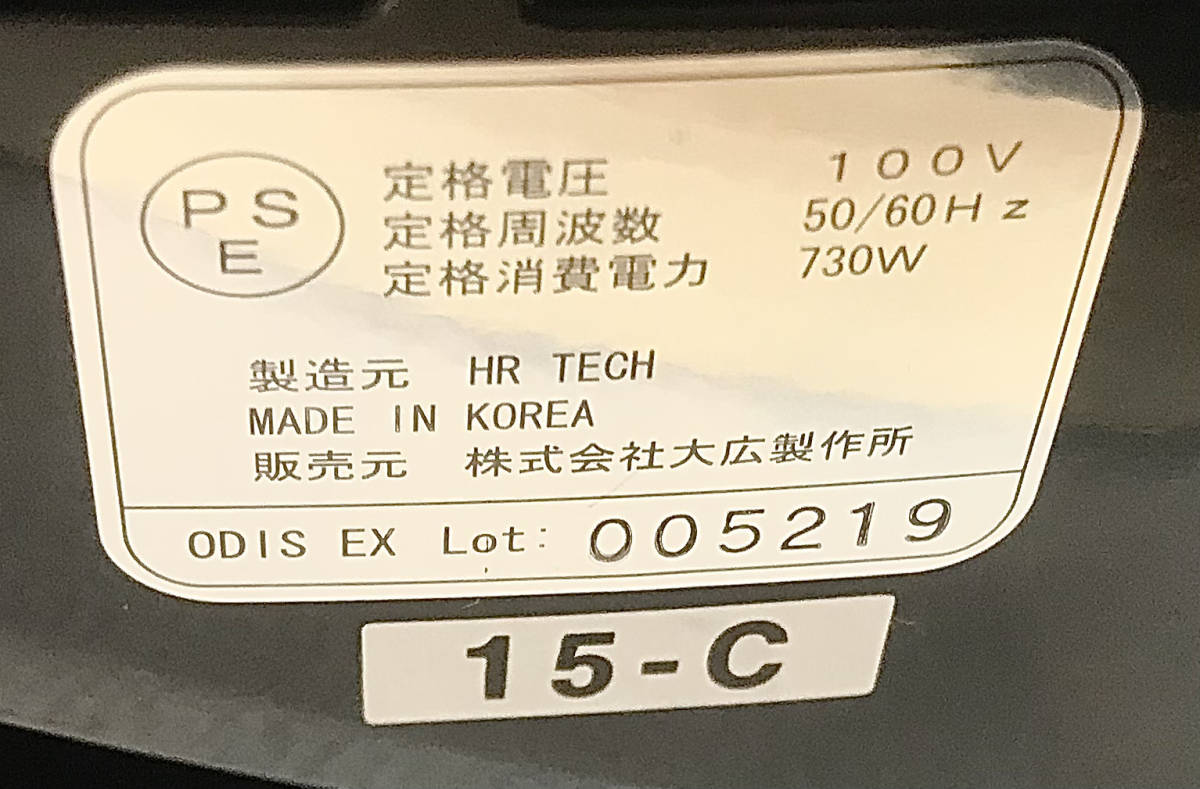 PS
E
定格電圧 100V
定格周波数 50/60Hz
定格消費電力 730W
製造元 HR TECH
MADE IN KOREA
販売元 株式会社大広製作所
ODIS EX Lot: 005219
15-C